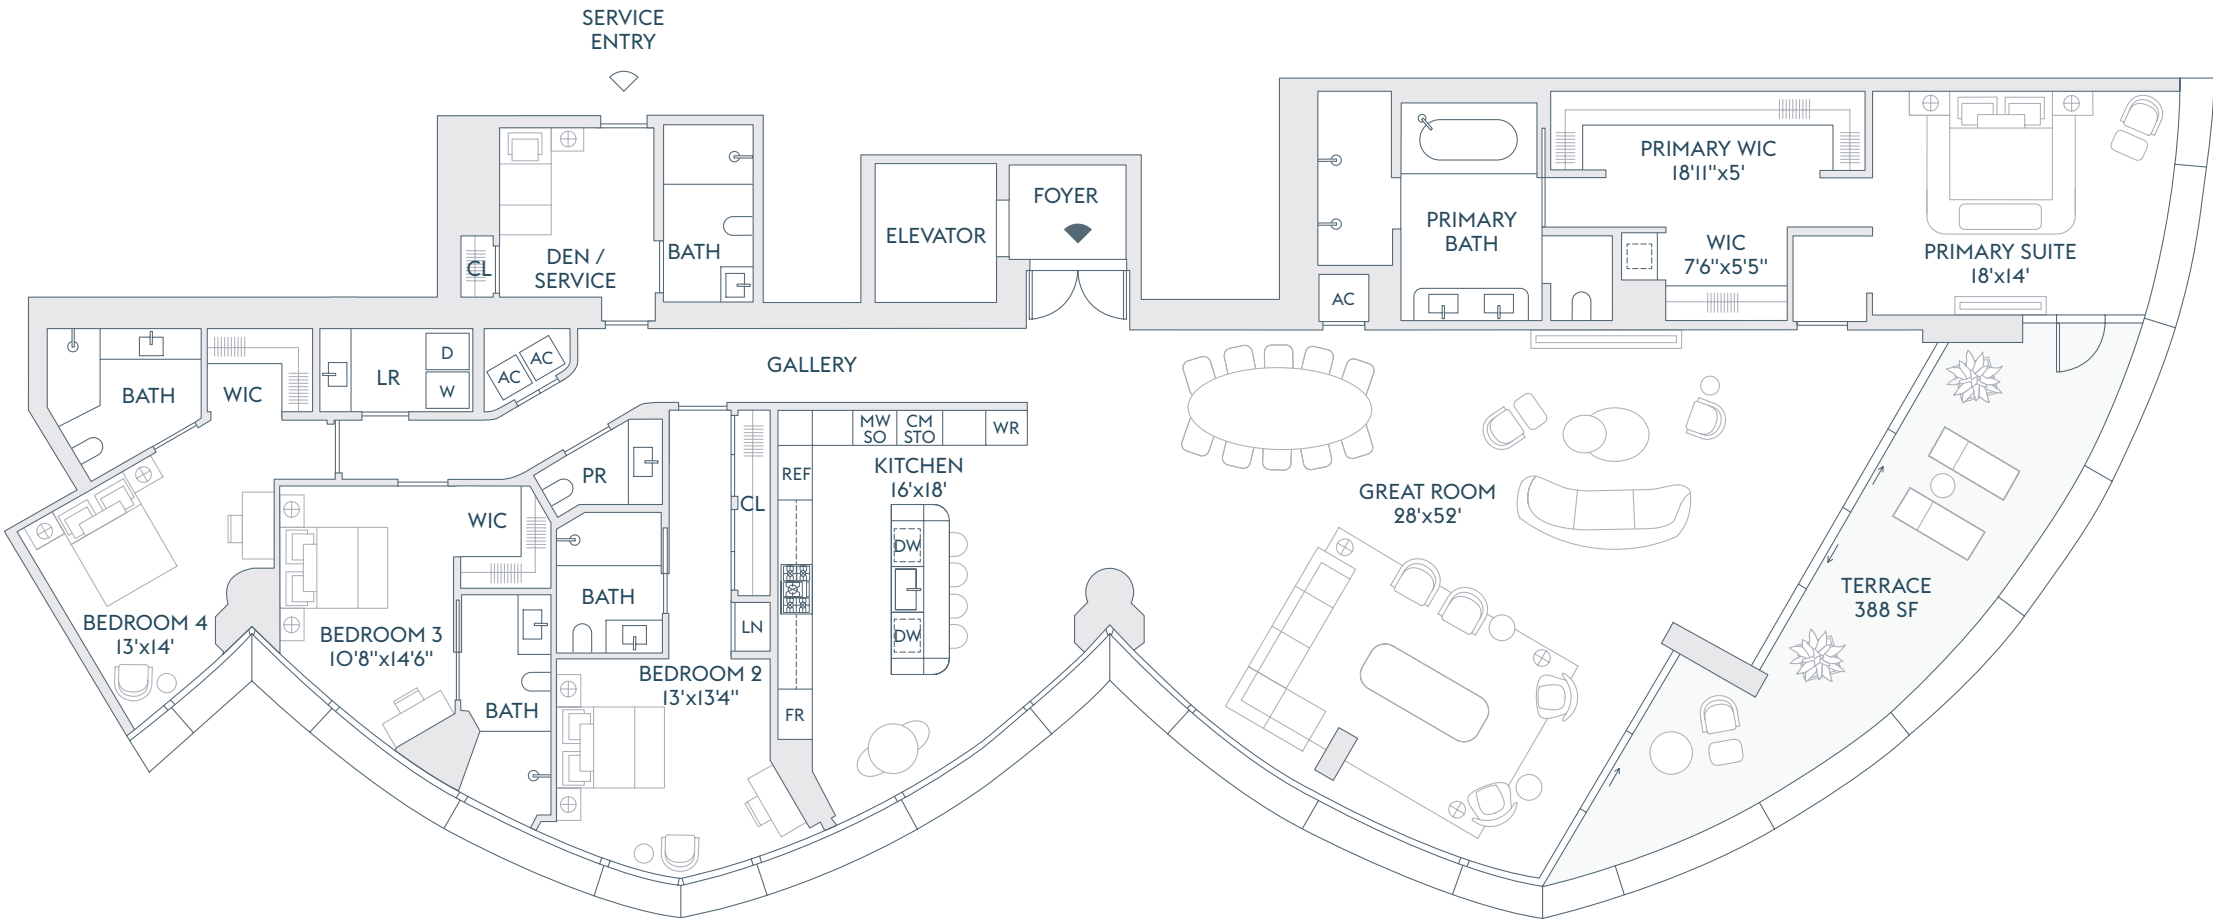 SERVICE
ENTRY
PRIMARY WIC
18'11"x5'
FOYER
ELEVATOR
PRIMARY
BATH
WIC
7'6"x5'5"
PRIMARY SUITE
18'x14'
BATH
DEN /
SERVICE
CL
AC
BATH
WIC
LR
D
W
AC
AC
GALLERY
MW
SO
CM
STO
WR
KITCHEN
16'x18'
REF
PR
CL
WIC
GREAT ROOM
28'x52'
DW
DW
BATH
LN
TERRACE
388 SF
BEDROOM 4
13'x14'
BEDROOM 3
10'8"x14'6"
BEDROOM 2
13'x13'4"
BATH
FR